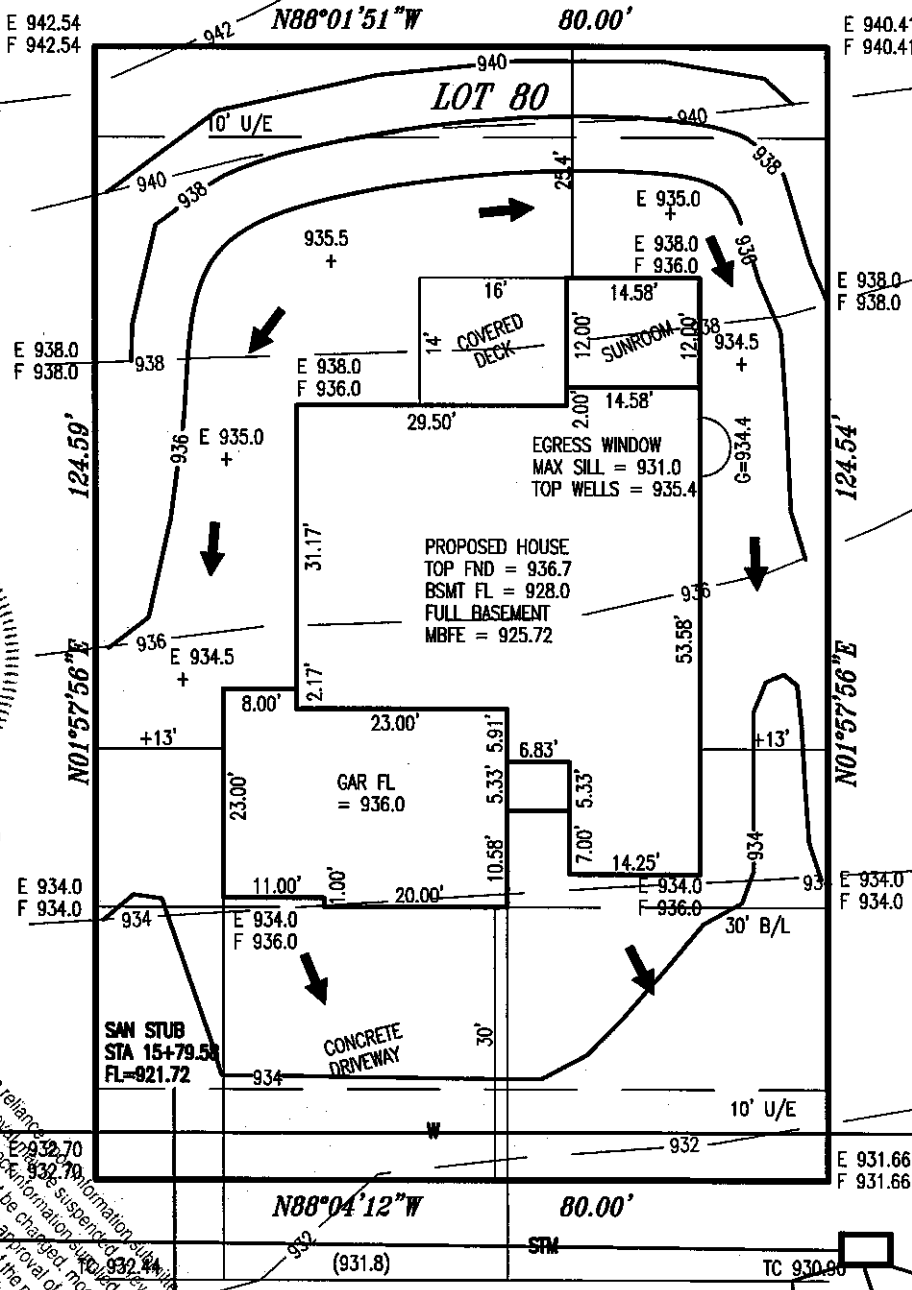 E 942.54
F 942.54
N88°01'51"W
80.00'
942
940
LOT 80
10' U/E
940
940
938
938
25.4'
E 935.0
935.5
936
E 938.0
F 936.0
E 938.0
F 938.0
16'
14.58'
COVERED
DECK
14'
12.00'
SUNROOM
12.00'
938
934.5
E 938.0
F 938.0
938
E 938.0
F 936.0
29.50'
2.00'
14.58'
124.59'
936
E 935.0
EGRESS WINDOW
MAX SILL = 931.0
TOP WELLS = 935.4
G=934.4
124.54'
31.17'
PROPOSED HOUSE
TOP FND = 936.7
BSMT FL = 928.0
FULL BASEMENT
MBFE = 925.72
936
53.58'
936
E 934.5
N01°57'56"E
8.00'
2.17'
23.00'
5.91'
N01°57'56"E
+13'
6.83'
+13'
23.00'
GAR FL
= 936.0
5.33'
5.33'
934
10.58'
7.00'
14.25'
E 934.0
F 934.0
11.00'
1.00'
20.00'
E 934.0
F 936.0
E 934.0
F 934.0
934
E 934.0
F 936.0
30' B/L
SAN STUB
STA 15+79.58
FL=921.72
CONCRETE
DRIVEWAY
30'
934
10' U/E
W
932
E 932.70
F 932.70
E 931.66
F 931.66
N88°04'12"W
80.00'
932
STM
TC 932.44
(931.8)